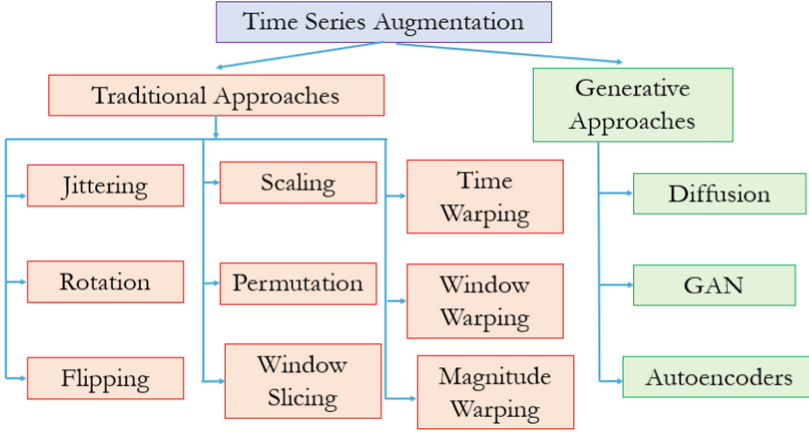 Time Series Augmentation
Traditional Approaches
Generative
Approaches
Jittering
Scaling
Time
Warping
Diffusion
Rotation
Permutation
Window
Warping
GAN
Flipping
Window
Slicing
Magnitude
Warping
Autoencoders